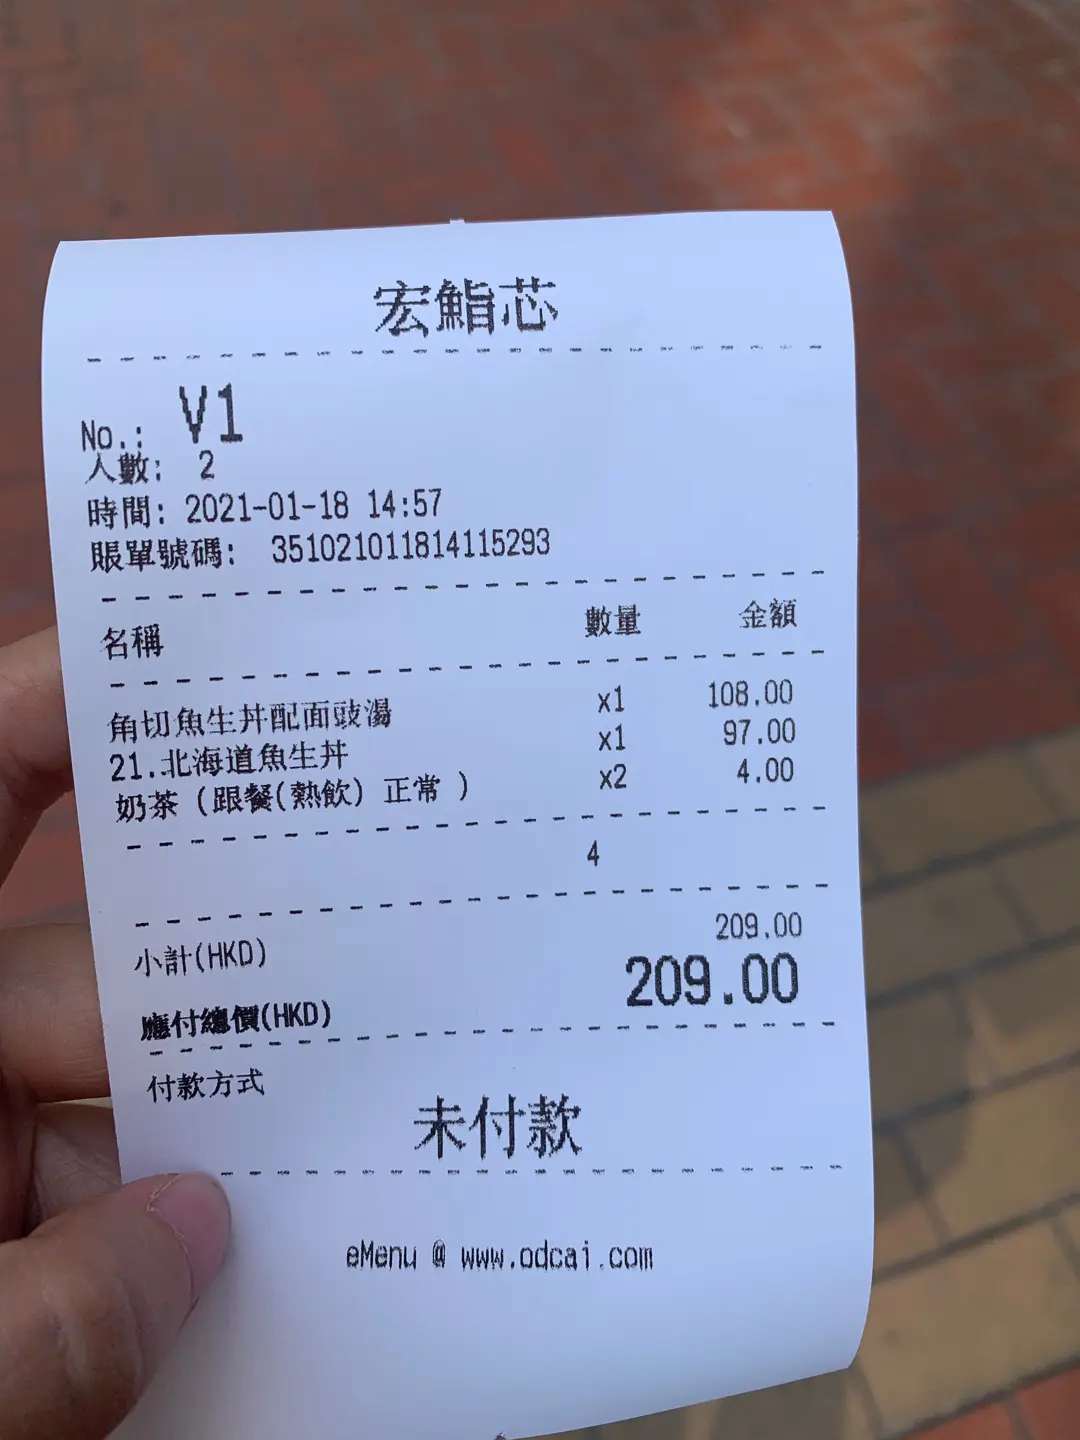 宏鮨芯
No.: V1
人數: 2
時間: 2021-01-18 14:57
賬單號碼: 351021011814115293
名稱 數量 金額
角切魚生丼配面豉湯 x1 108.00
21.北海道魚生丼 x1 97.00
奶茶 (跟餐(熱飲) 正常 ) x2 4.00
4
小計(HKD) 209.00
應付總價(HKD) 209.00
付款方式
未付款
eMenu @ www.odcai.com